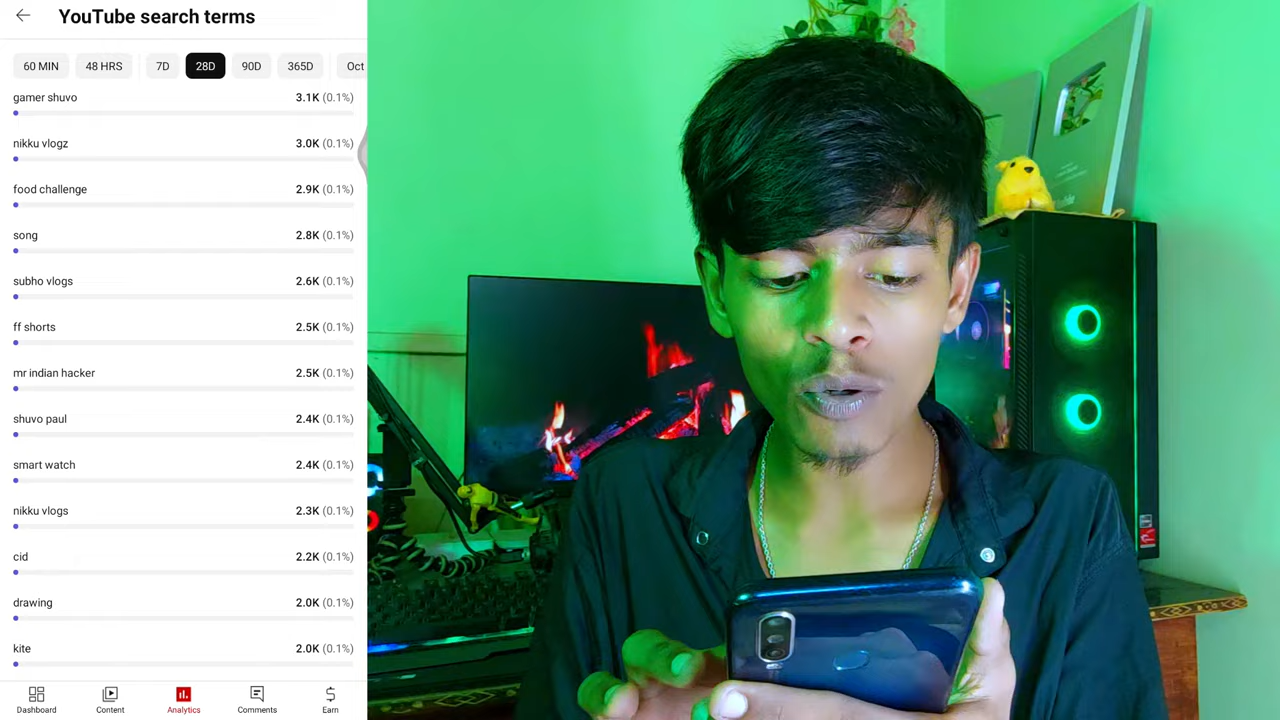 YouTube search terms
60 MIN 48 HRS 7D 28D 90D 365D Oct
gamer shuvo 3.1K (0.1%)
nikku vlogz 3.0K (0.1%)
food challenge 2.9K (0.1%)
song 2.8K (0.1%)
subho vlogs 2.6K (0.1%)
ff shorts 2.5K (0.1%)
mr indian hacker 2.5K (0.1%)
shuvo paul 2.4K (0.1%)
smart watch 2.4K (0.1%)
nikku vlogs 2.3K (0.1%)
cid 2.2K (0.1%)
drawing 2.0K (0.1%)
kite 2.0K (0.1%)
Dashboard Content Analytics Comments Earn